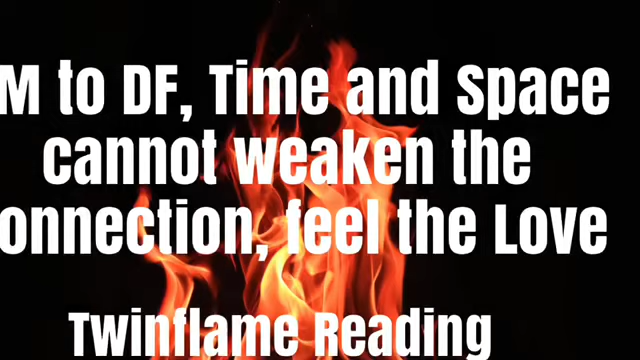 M to DF, Time and Space
cannot weaken the
onnection, feel the Love
Twinflame Reading